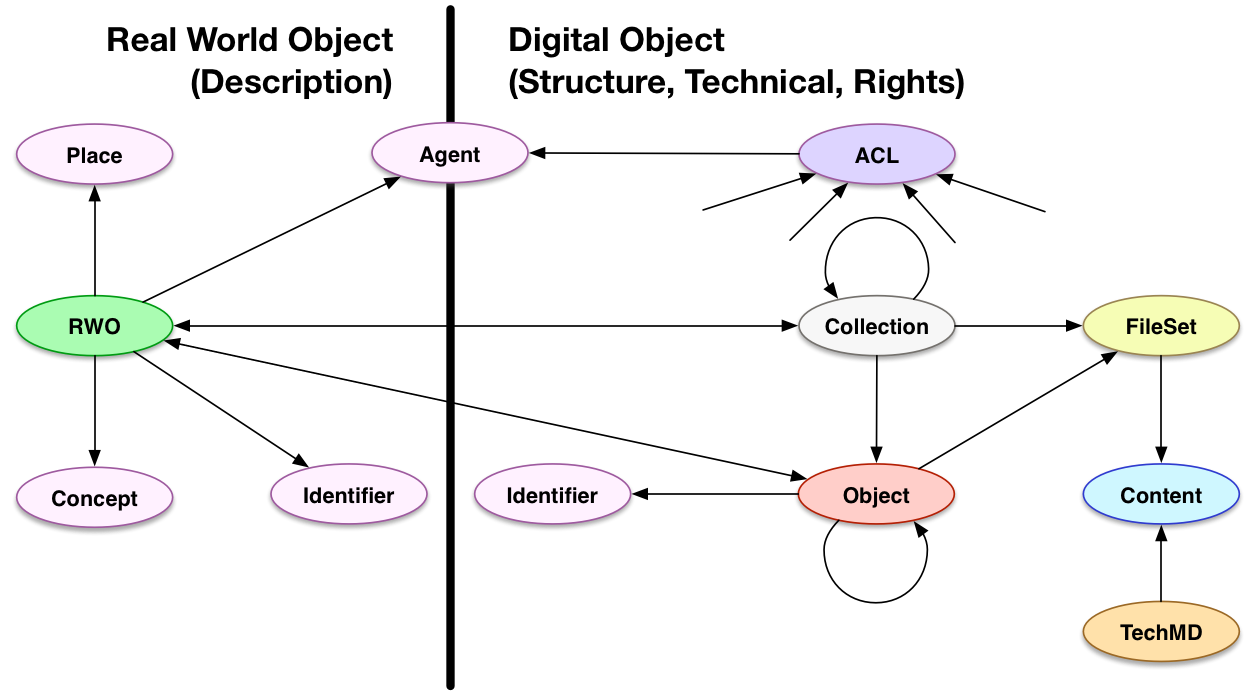 Real World Object
(Description)
Digital Object
(Structure, Technical, Rights)
Place
Agent
ACL
RWO
Collection
FileSet
Concept
Identifier
Identifier
Object
Content
TechMD